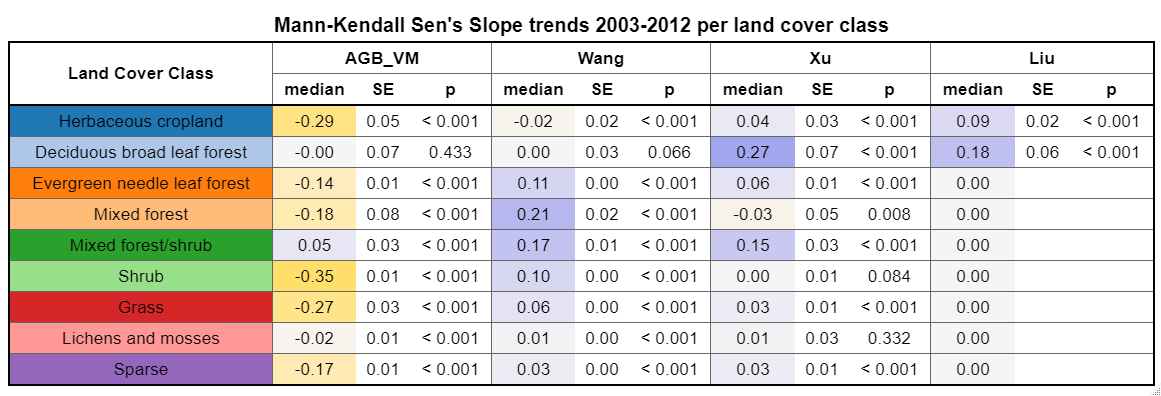 Mann-Kendall Sen's Slope trends 2003-2012 per land cover class
Land Cover Class AGB_VM Wang Xu Liu
median SE p median SE p median SE p median SE p
Herbaceous cropland -0.29 0.05 < 0.001 -0.02 0.02 < 0.001 0.04 0.03 < 0.001 0.09 0.02 < 0.001
Deciduous broad leaf forest -0.00 0.07 0.433 0.00 0.03 0.066 0.27 0.07 < 0.001 0.18 0.06 < 0.001
Evergreen needle leaf forest -0.14 0.01 < 0.001 0.11 0.00 < 0.001 0.06 0.01 < 0.001 0.00
Mixed forest -0.18 0.08 < 0.001 0.21 0.02 < 0.001 -0.03 0.05 0.008 0.00
Mixed forest/shrub 0.05 0.03 < 0.001 0.17 0.01 < 0.001 0.15 0.03 < 0.001 0.00
Shrub -0.35 0.01 < 0.001 0.10 0.00 < 0.001 0.00 0.01 0.084 0.00
Grass -0.27 0.03 < 0.001 0.06 0.00 < 0.001 0.03 0.01 < 0.001 0.00
Lichens and mosses -0.02 0.01 < 0.001 0.01 0.00 < 0.001 0.01 0.03 0.332 0.00
Sparse -0.17 0.01 < 0.001 0.03 0.00 < 0.001 0.03 0.01 < 0.001 0.00